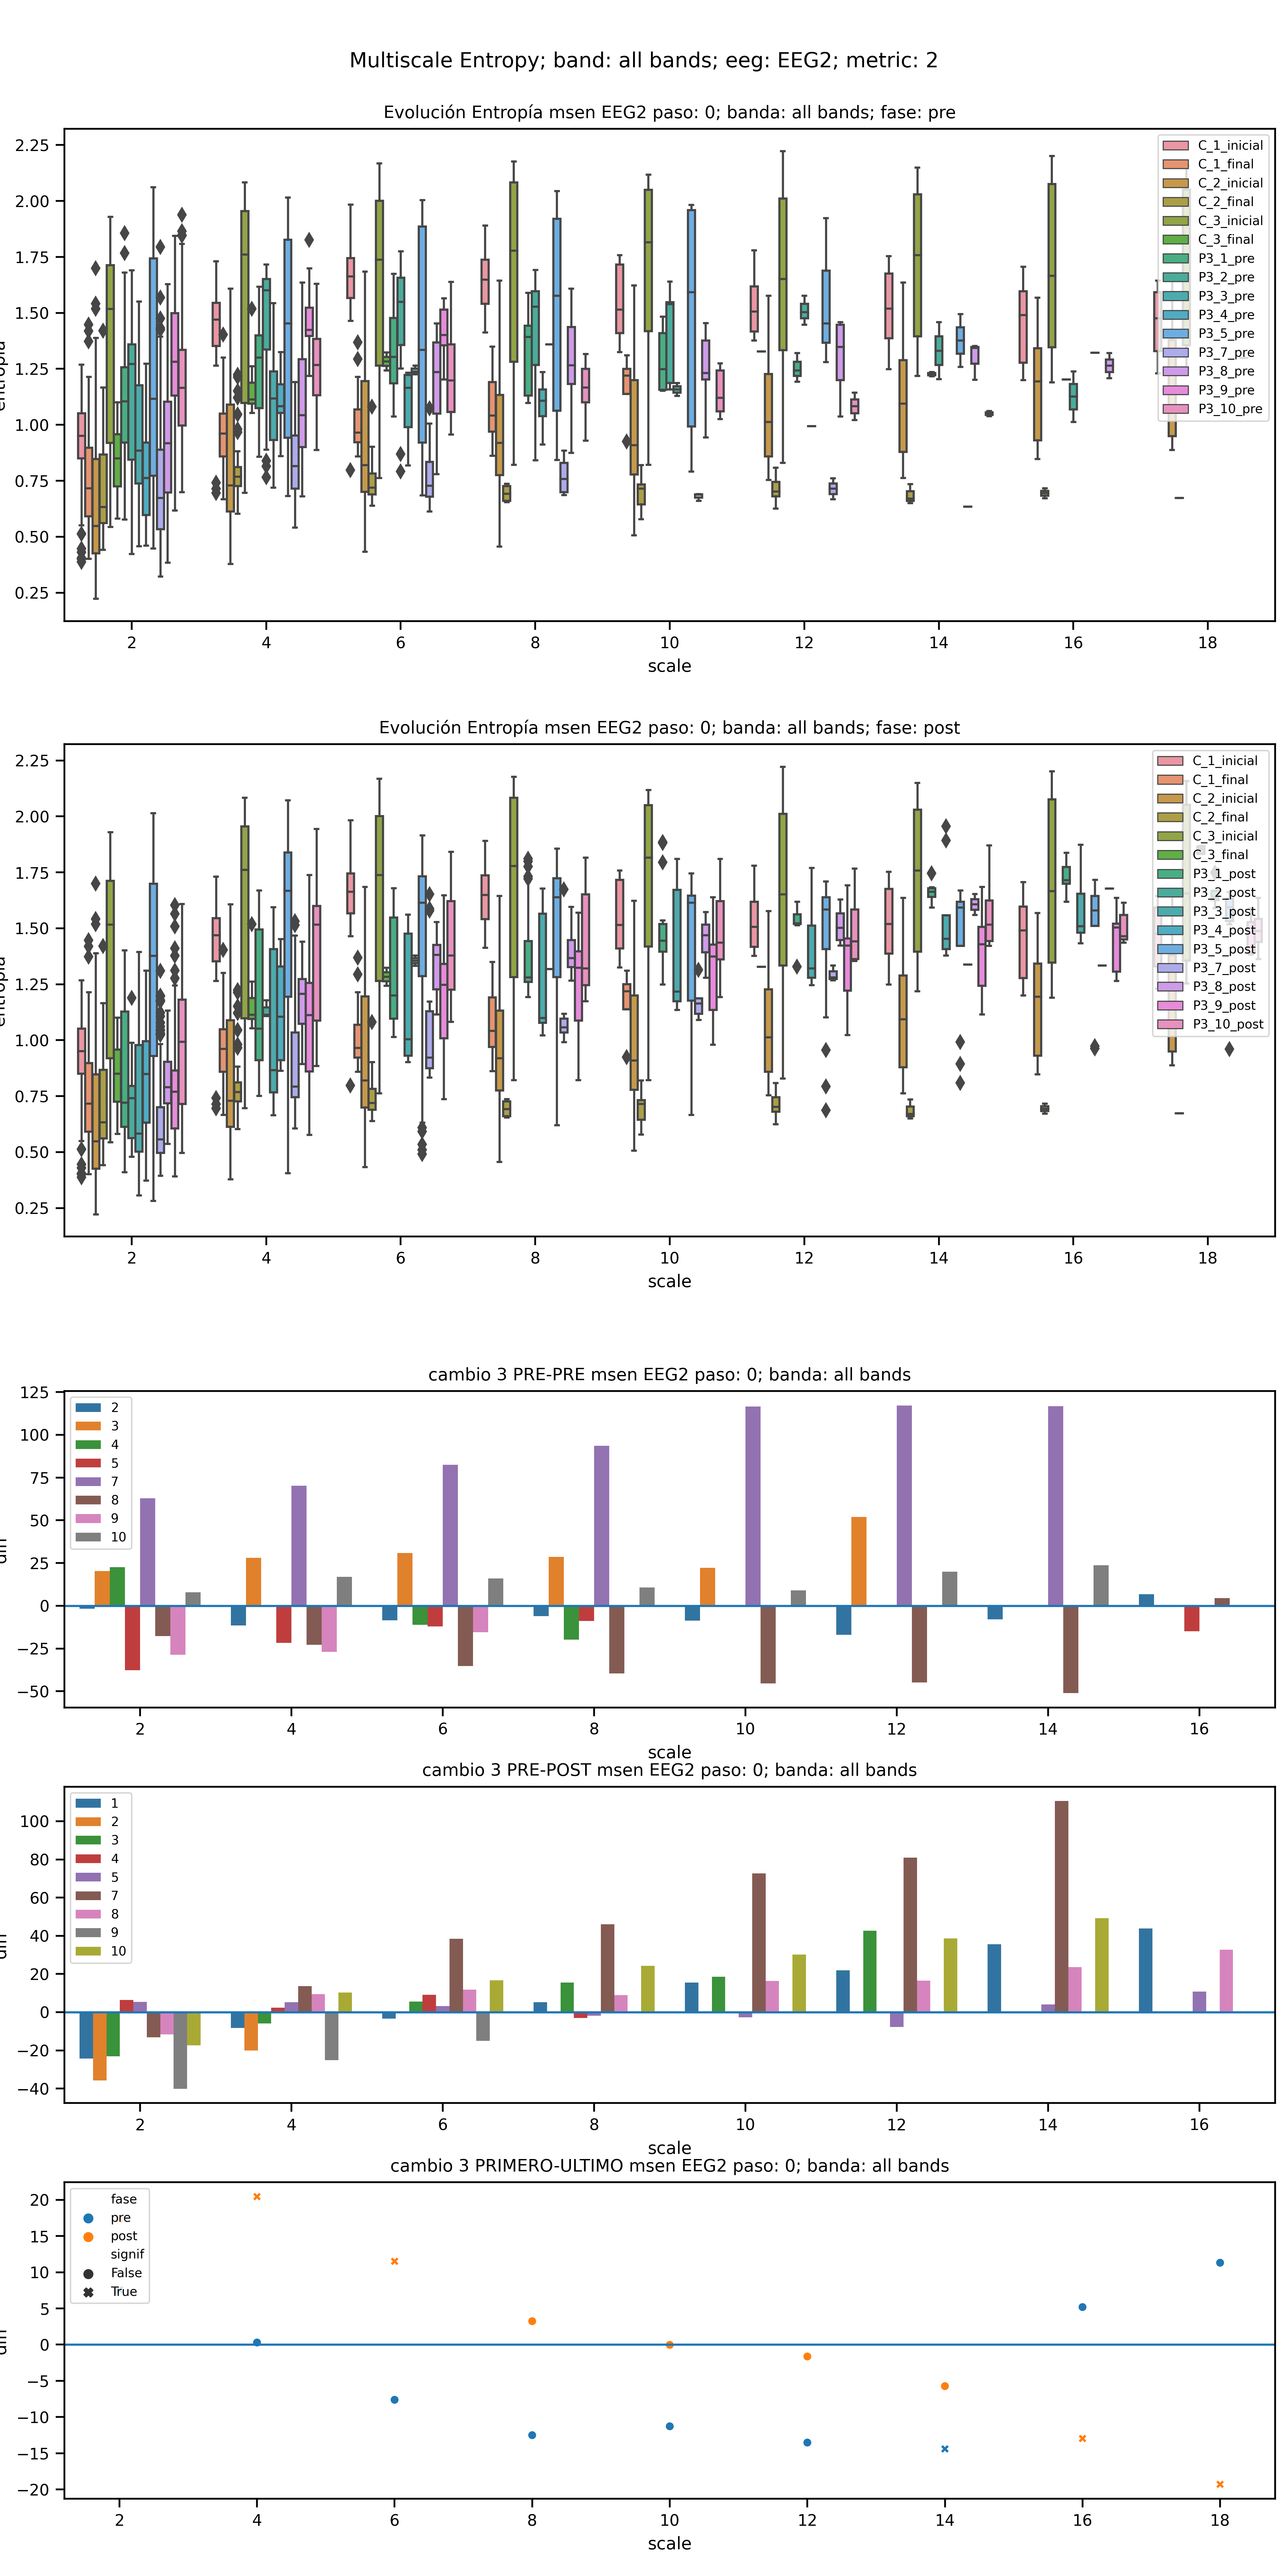 Multiscale Entropy; band: all bands; eeg: EEG2; metric: 2
Evolución Entropía msen EEG2 paso: 0; banda: all bands; fase: pre
2.25
2.00
1.75
1.50
1.25
1.00
0.75
0.50
0.25
C_1_inicial
C_1_final
C_2_inicial
C_2_final
C_3_inicial
C_3_final
P3_1_pre
P3_2_pre
P3_3_pre
P3_4_pre
P3_5_pre
P3_7_pre
P3_8_pre
P3_9_pre
P3_10_pre
2 4 6 8 10 12 14 16 18
scale
Evolución Entropía msen EEG2 paso: 0; banda: all bands; fase: post
2.25
2.00
1.75
1.50
1.25
1.00
0.75
0.50
0.25
C_1_inicial
C_1_final
C_2_inicial
C_2_final
C_3_inicial
C_3_final
P3_1_post
P3_2_post
P3_3_post
P3_4_post
P3_5_post
P3_7_post
P3_8_post
P3_9_post
P3_10_post
2 4 6 8 10 12 14 16 18
scale
cambio 3 PRE-PRE msen EEG2 paso: 0; banda: all bands
125
100
75
50
25
0
−25
−50
2
3
4
5
7
8
9
10
2 4 6 8 10 12 14 16
scale
cambio 3 PRE-POST msen EEG2 paso: 0; banda: all bands
100
80
60
40
20
0
−20
−40
1
2
3
4
5
7
8
9
10
2 4 6 8 10 12 14 16
scale
cambio 3 PRIMERO-ULTIMO msen EEG2 paso: 0; banda: all bands
20
15
10
5
0
−5
−10
−15
−20
fase
pre
post
signif
False
True
2 4 6 8 10 12 14 16 18
scale